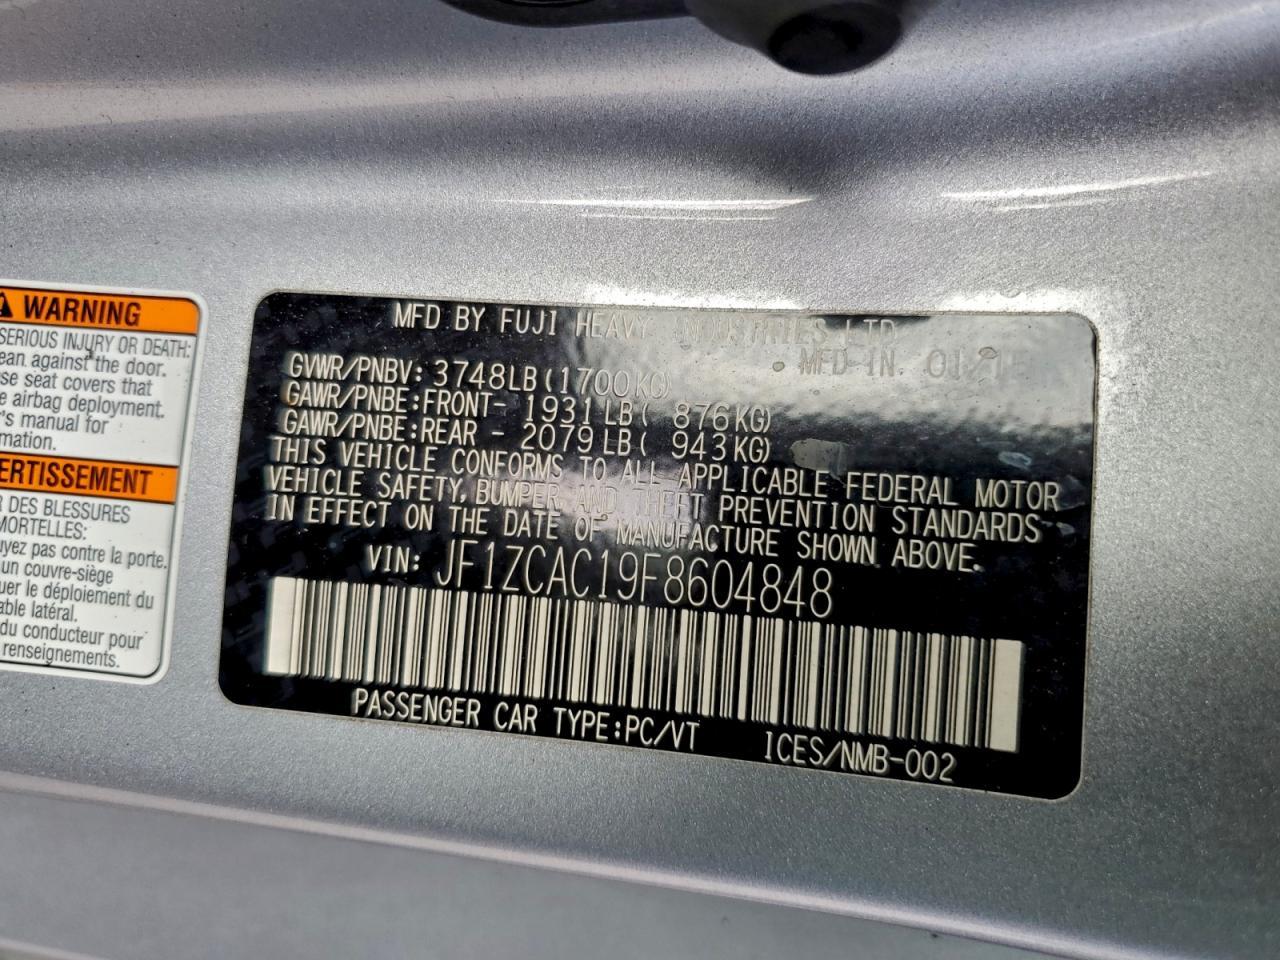 WARNING
SERIOUS INJURY OR DEATH:
ean against the door.
se seat covers that
e airbag deployment.
r's manual for
rmation.
ERTISSEMENT
R DES BLESSURES
MORTELLES:
uyez pas contre la porte.
un couvre-siège
uer le déploiement du
able latéral.
du conducteur pour
renseignements.
MFD BY FUJI HEAVY INDUSTRIES LTD.
MFD IN. 01/15
GVWR/PNBV: 3748LB(1700KG)
GAWR/PNBE:FRONT- 1931LB( 876KG)
GAWR/PNBE:REAR - 2079LB( 943KG)
THIS VEHICLE CONFORMS TO ALL APPLICABLE FEDERAL MOTOR
VEHICLE SAFETY, BUMPER AND THEFT PREVENTION STANDARDS
IN EFFECT ON THE DATE OF MANUFACTURE SHOWN ABOVE.
VIN: JF1ZCAC19F8604848
PASSENGER CAR TYPE:PC/VT
ICES/NMB-002